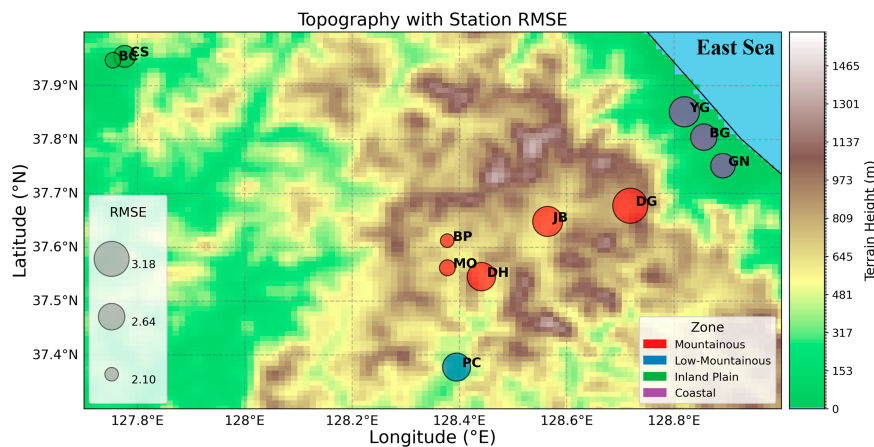 Topography with Station RMSE
East Sea
CS
BC
YG
BG
GN
DG
JB
BP
MO
DH
PC
RMSE
3.18
2.64
2.10
Zone
Mountainous
Low-Mountainous
Inland Plain
Coastal
37.9°N
37.8°N
37.7°N
37.6°N
37.5°N
37.4°N
Latitude (°N)
127.8°E
128°E
128.2°E
128.4°E
128.6°E
128.8°E
Longitude (°E)
1465
1301
1137
973
809
645
481
317
153
0
Terrain Height (m)